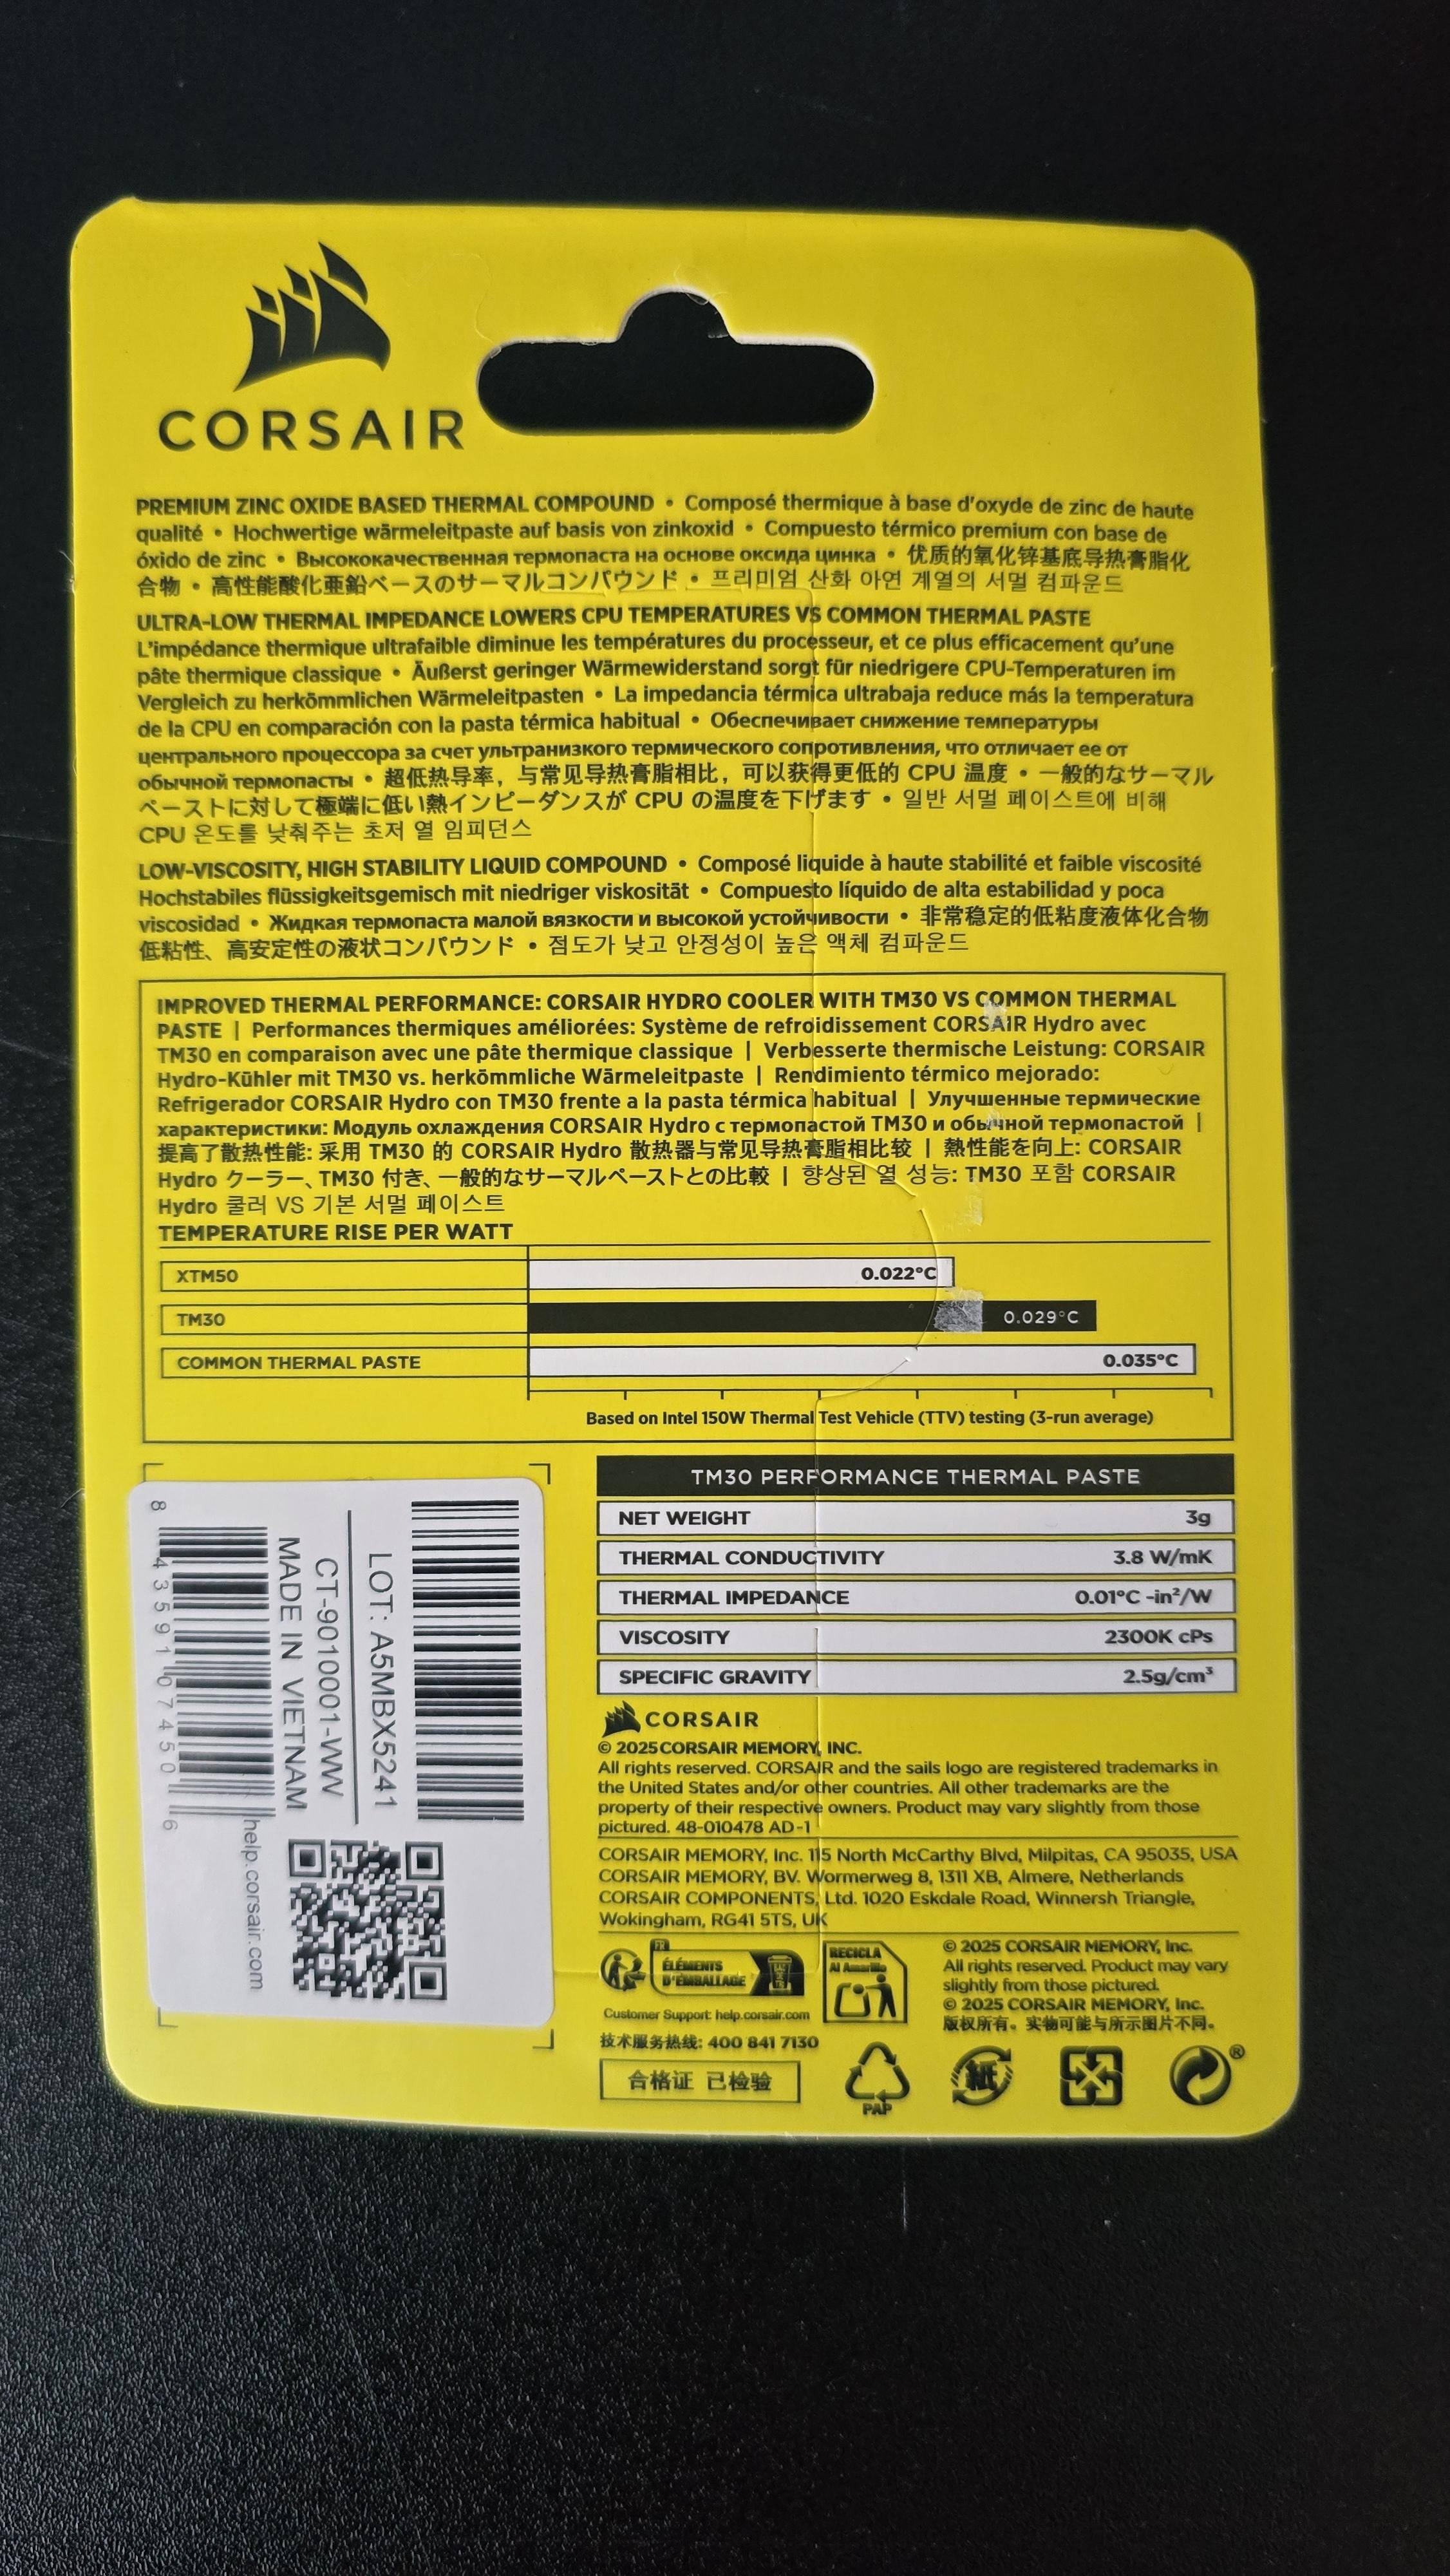 CORSAIR
PREMIUM ZINC OXIDE BASED THERMAL COMPOUND • Composé thermique à base d'oxyde de zinc de haute
qualité • Hochwertige wärmeleitpaste auf basis von zinkoxid • Compuesto térmico premium con base de
óxido de zinc • Высококачественная термопаста на основе оксида цинка • 优质的氧化锌基底导热膏脂化
合物 • 高性能酸化亜鉛ベースのサーマルコンパウンド • 프리미엄 산화 아연 계열의 서멀 컴파운드
ULTRA-LOW THERMAL IMPEDANCE LOWERS CPU TEMPERATURES VS COMMON THERMAL PASTE
L'impédance thermique ultrafaible diminue les températures du processeur, et ce plus efficacement qu'une
pâte thermique classique • Äußerst geringer Wärmewiderstand sorgt für niedrigere CPU-Temperaturen im
Vergleich zu herkömmlichen Wärmeleitpasten • La impedancia térmica ultrabaja reduce más la temperatura
de la CPU en comparación con la pasta térmica habitual • Обеспечивает снижение температуры
центрального процессора за счет ультранизкого термического сопротивления, что отличает ее от
обычной термопасты • 超低热导率，与常见导热膏脂相比，可以获得更低的 CPU 温度 • 一般的なサーマル
ペーストに対して極端に低い熱インピーダンスが CPU の温度を下げます • 일반 서멀 페이스트에 비해
CPU 온도를 낮춰주는 초저 열 임피던스
LOW-VISCOSITY, HIGH STABILITY LIQUID COMPOUND • Composé liquide à haute stabilité et faible viscosité
Hochstabiles flüssigkeitsgemisch mit niedriger viskosität • Compuesto líquido de alta estabilidad y poca
viscosidad • Жидкая термопаста малой вязкости и высокой устойчивости • 非常稳定的低粘度液体化合物
低粘性、高安定性の液状コンパウンド • 점도가 낮고 안정성이 높은 액체 컴파운드
IMPROVED THERMAL PERFORMANCE: CORSAIR HYDRO COOLER WITH TM30 VS COMMON THERMAL
PASTE | Performances thermiques améliorées: Système de refroidissement CORSAIR Hydro avec
TM30 en comparaison avec une pâte thermique classique | Verbesserte thermische Leistung: CORSAIR
Hydro-Kühler mit TM30 vs. herkömmliche Wärmeleitpaste | Rendimiento térmico mejorado:
Refrigerador CORSAIR Hydro con TM30 frente a la pasta térmica habitual | Улучшенные термические
характеристики: Модуль охлаждения CORSAIR Hydro с термопастой TM30 и обычной термопастой |
提高了散热性能: 采用 TM30 的 CORSAIR Hydro 散热器与常见导热膏脂相比较 | 熱性能を向上: CORSAIR
Hydro クーラー、TM30 付き、一般的なサーマルペーストとの比較 | 향상된 열 성능: TM30 포함 CORSAIR
Hydro 쿨러 VS 기본 서멀 페이스트
TEMPERATURE RISE PER WATT
XTM50 0.022°C
TM30 0.029°C
COMMON THERMAL PASTE 0.035°C
Based on Intel 150W Thermal Test Vehicle (TTV) testing (3-run average)
LOT: A5MBX5241
CT-9010001-WW
MADE IN VIETNAM
8 43591 07450 6
help.corsair.com
TM30 PERFORMANCE THERMAL PASTE
NET WEIGHT 3g
THERMAL CONDUCTIVITY 3.8 W/mK
THERMAL IMPEDANCE 0.01°C -in²/W
VISCOSITY 2300K cPs
SPECIFIC GRAVITY 2.5g/cm³
CORSAIR
© 2025 CORSAIR MEMORY, INC.
All rights reserved. CORSAIR and the sails logo are registered trademarks in
the United States and/or other countries. All other trademarks are the
property of their respective owners. Product may vary slightly from those
pictured. 48-010478 AD-1
CORSAIR MEMORY, Inc. 115 North McCarthy Blvd, Milpitas, CA 95035, USA
CORSAIR MEMORY, BV. Wormerweg 8, 1311 XB, Almere, Netherlands
CORSAIR COMPONENTS, Ltd. 1020 Eskdale Road, Winnersh Triangle,
Wokingham, RG41 5TS, UK
FR
ÉLÉMENTS
D'EMBALLAGE
RECICLA
Al Amarillo
Customer Support: help.corsair.com
技术服务热线: 400 841 7130
合格证 已检验
© 2025 CORSAIR MEMORY, Inc.
All rights reserved. Product may vary
slightly from those pictured.
© 2025 CORSAIR MEMORY, Inc.
版权所有。实物可能与所示图片不同。
PAP
紙
®